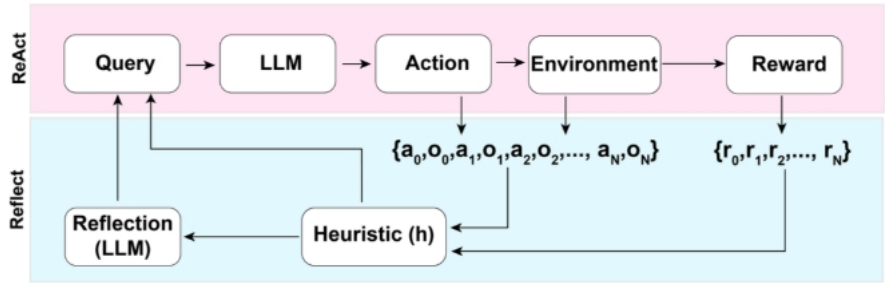 ReAct
Query
LLM
Action
Environment
Reward
Reflect
{a0,o0,a1,o1,a2,o2,..., aN,oN}
{r0,r1,r2,..., rN}
Reflection
(LLM)
Heuristic (h)